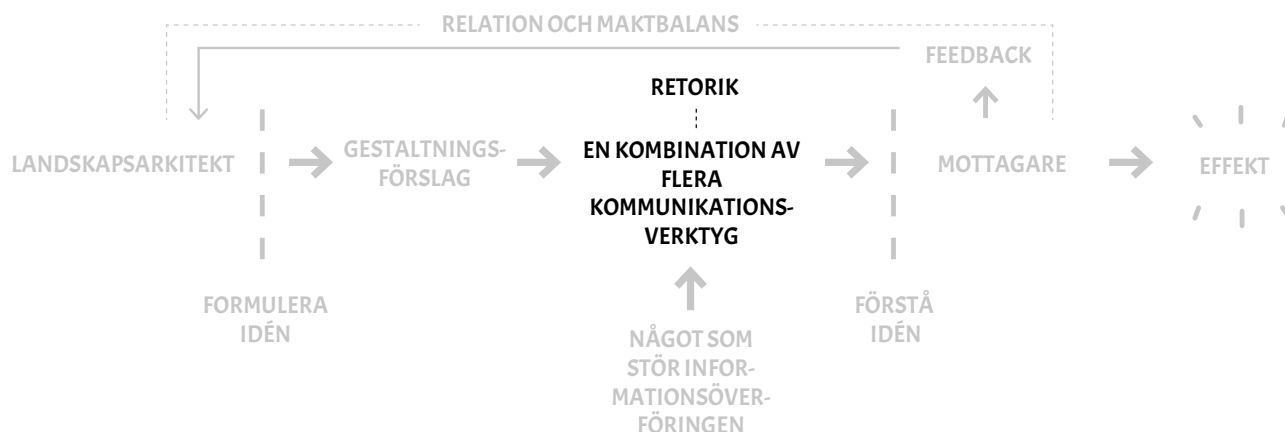 RELATION OCH MAKTBALANS
FEEDBACK
RETORIK
LANDSKAPSARKITEKT
GESTALTNINGS-
FÖRSLAG
EN KOMBINATION AV
FLERA
KOMMUNIKATIONS-
VERKTYG
MOTTAGARE
EFFEKT
FORMULERA
IDÉN
NÅGOT SOM
STÖR INFOR-
MATIONSÖVER-
FÖRINGEN
FÖRSTÅ
IDÉN